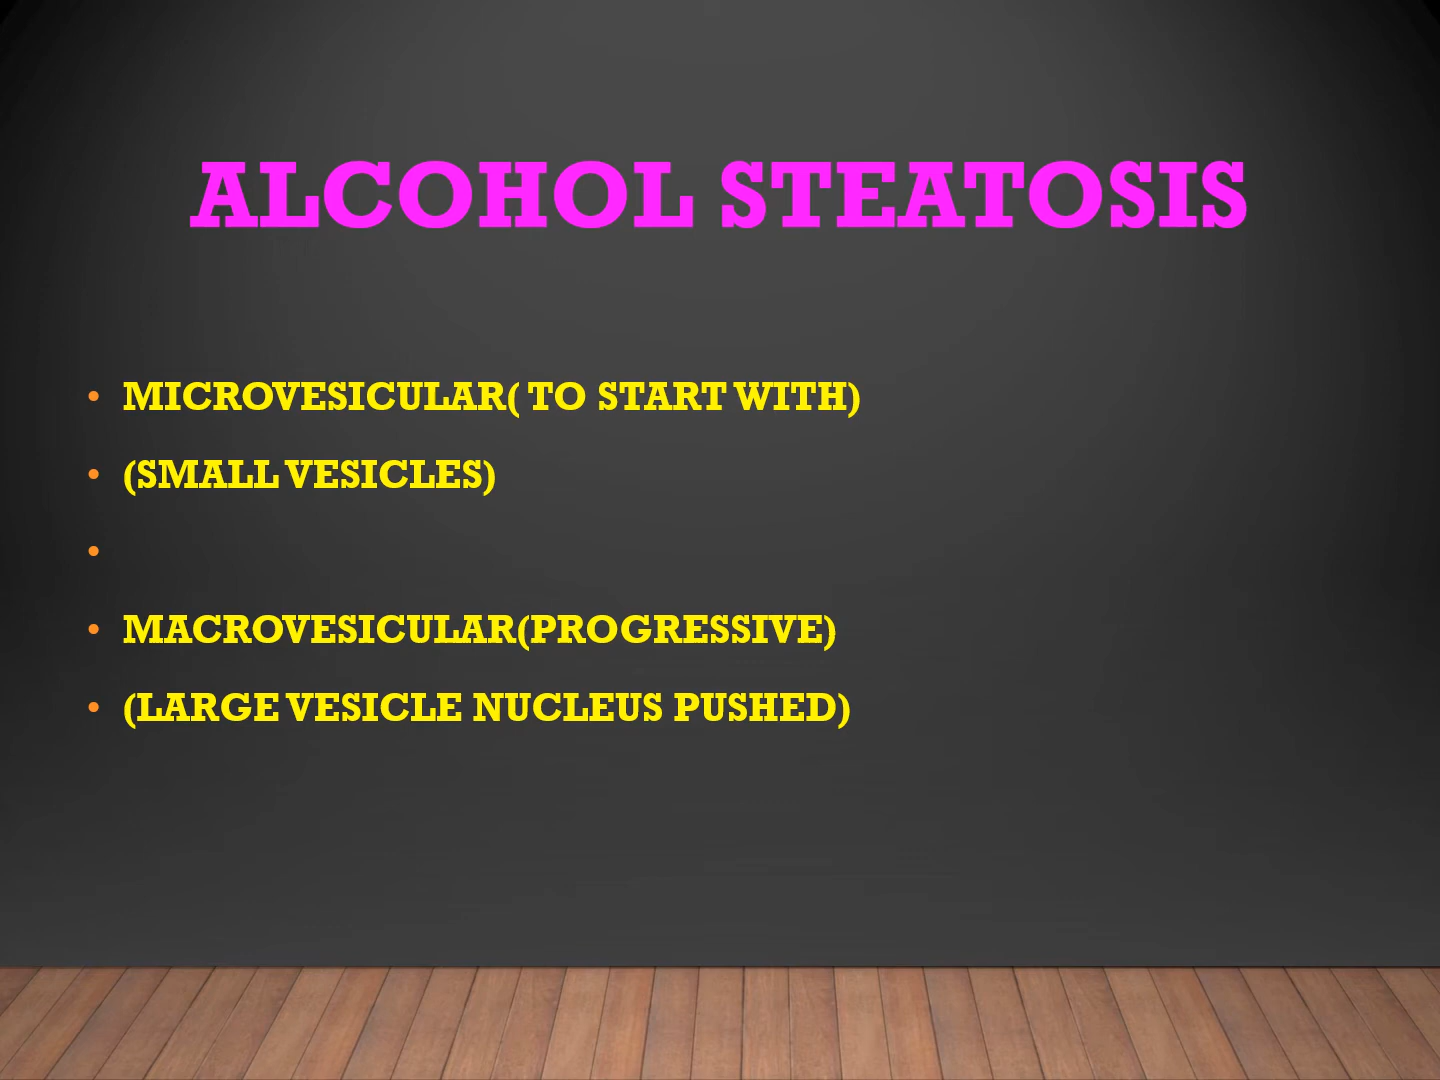 ALCOHOL STEATOSIS
• MICROVESICULAR( TO START WITH)
• (SMALL VESICLES)
•
• MACROVESICULAR(PROGRESSIVE)
• (LARGE VESICLE NUCLEUS PUSHED)